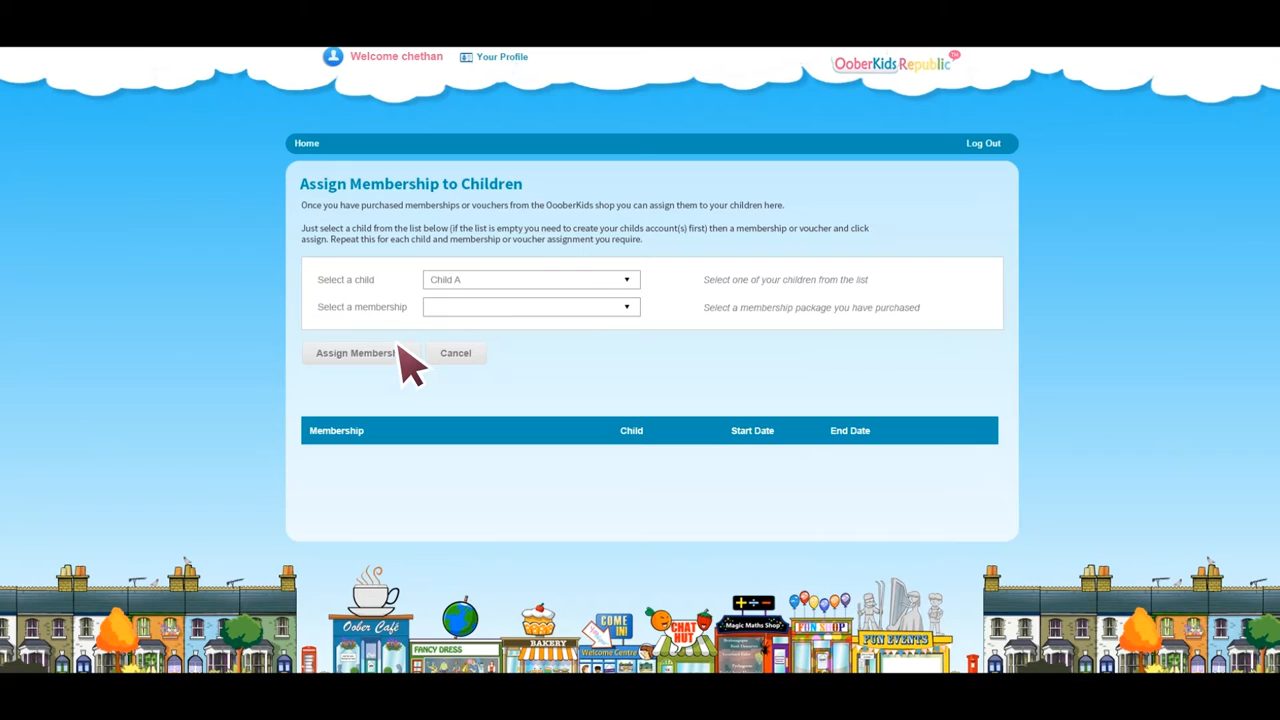 Welcome chethan
Your Profile
OoberKidsRepublic
TM
Home
Log Out
Assign Membership to Children
Once you have purchased memberships or vouchers from the OooberKids shop you can assign them to your children here.
Just select a child from the list below (if the list is empty you need to create your childs account(s) first) then a membership or voucher and click
assign. Repeat this for each child and membership or voucher assignment you require.
Select a child
Child A
Select one of your children from the list
Select a membership
Select a membership package you have purchased
Assign Membersh
Cancel
Membership
Child
Start Date
End Date
Oober Café
FANCY DRESS
BAKERY
COME
IN!
Welcome Centre
CHAT
HUT
Magic Maths Shop
FUN SHOP!
FUN EVENTS